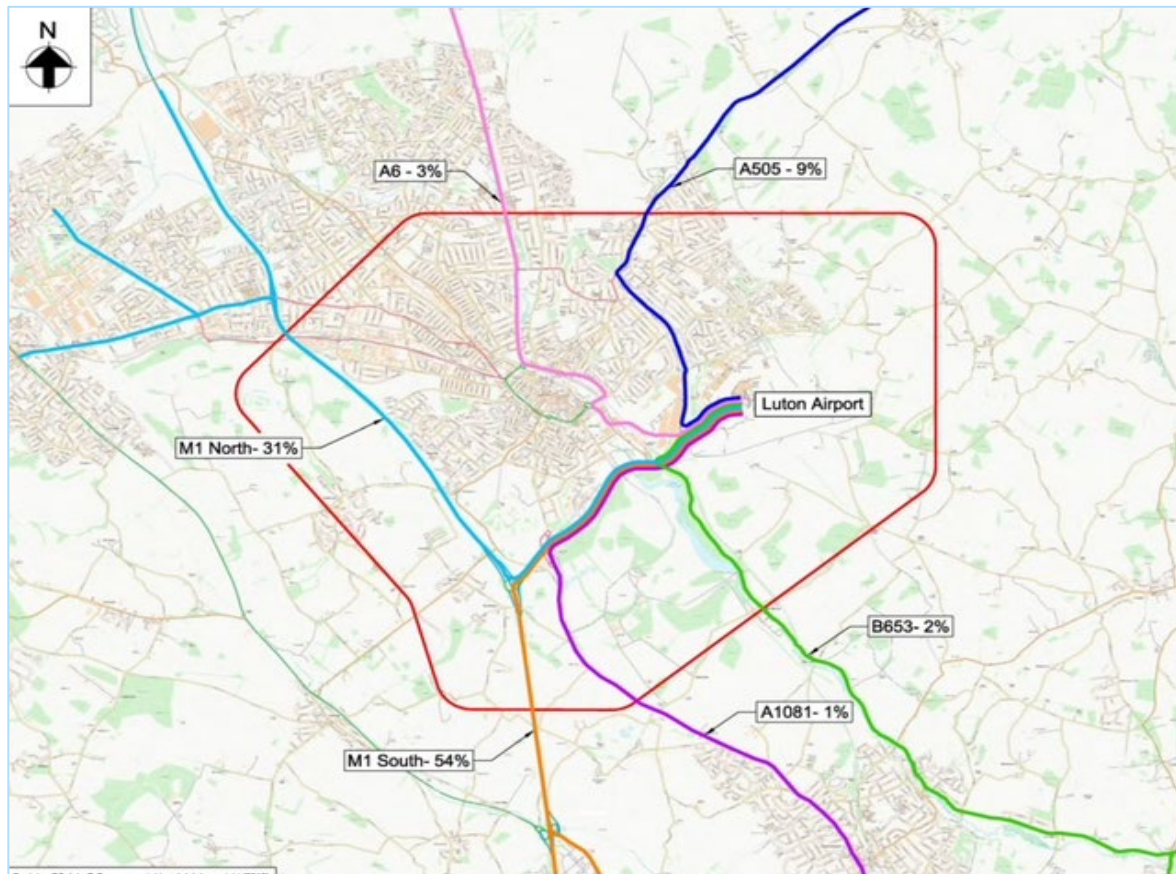 N
A6 - 3%
A505 - 9%
Luton Airport
M1 North- 31%
B653- 2%
A1081- 1%
M1 South- 54%